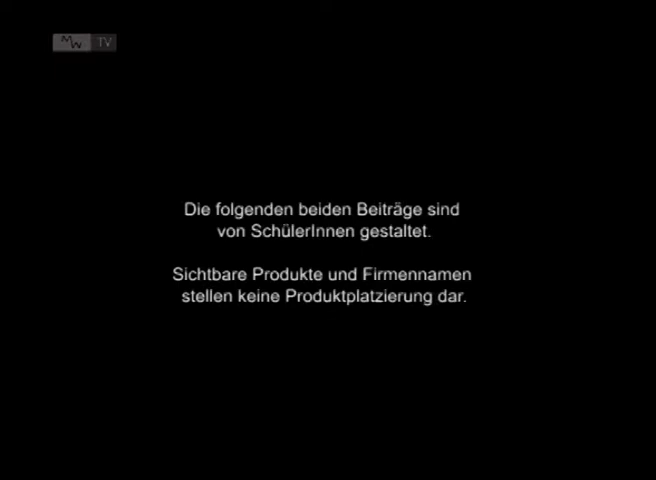 MW TV
Die folgenden beiden Beiträge sind
von SchülerInnen gestaltet.
Sichtbare Produkte und Firmennamen
stellen keine Produktplatzierung dar.